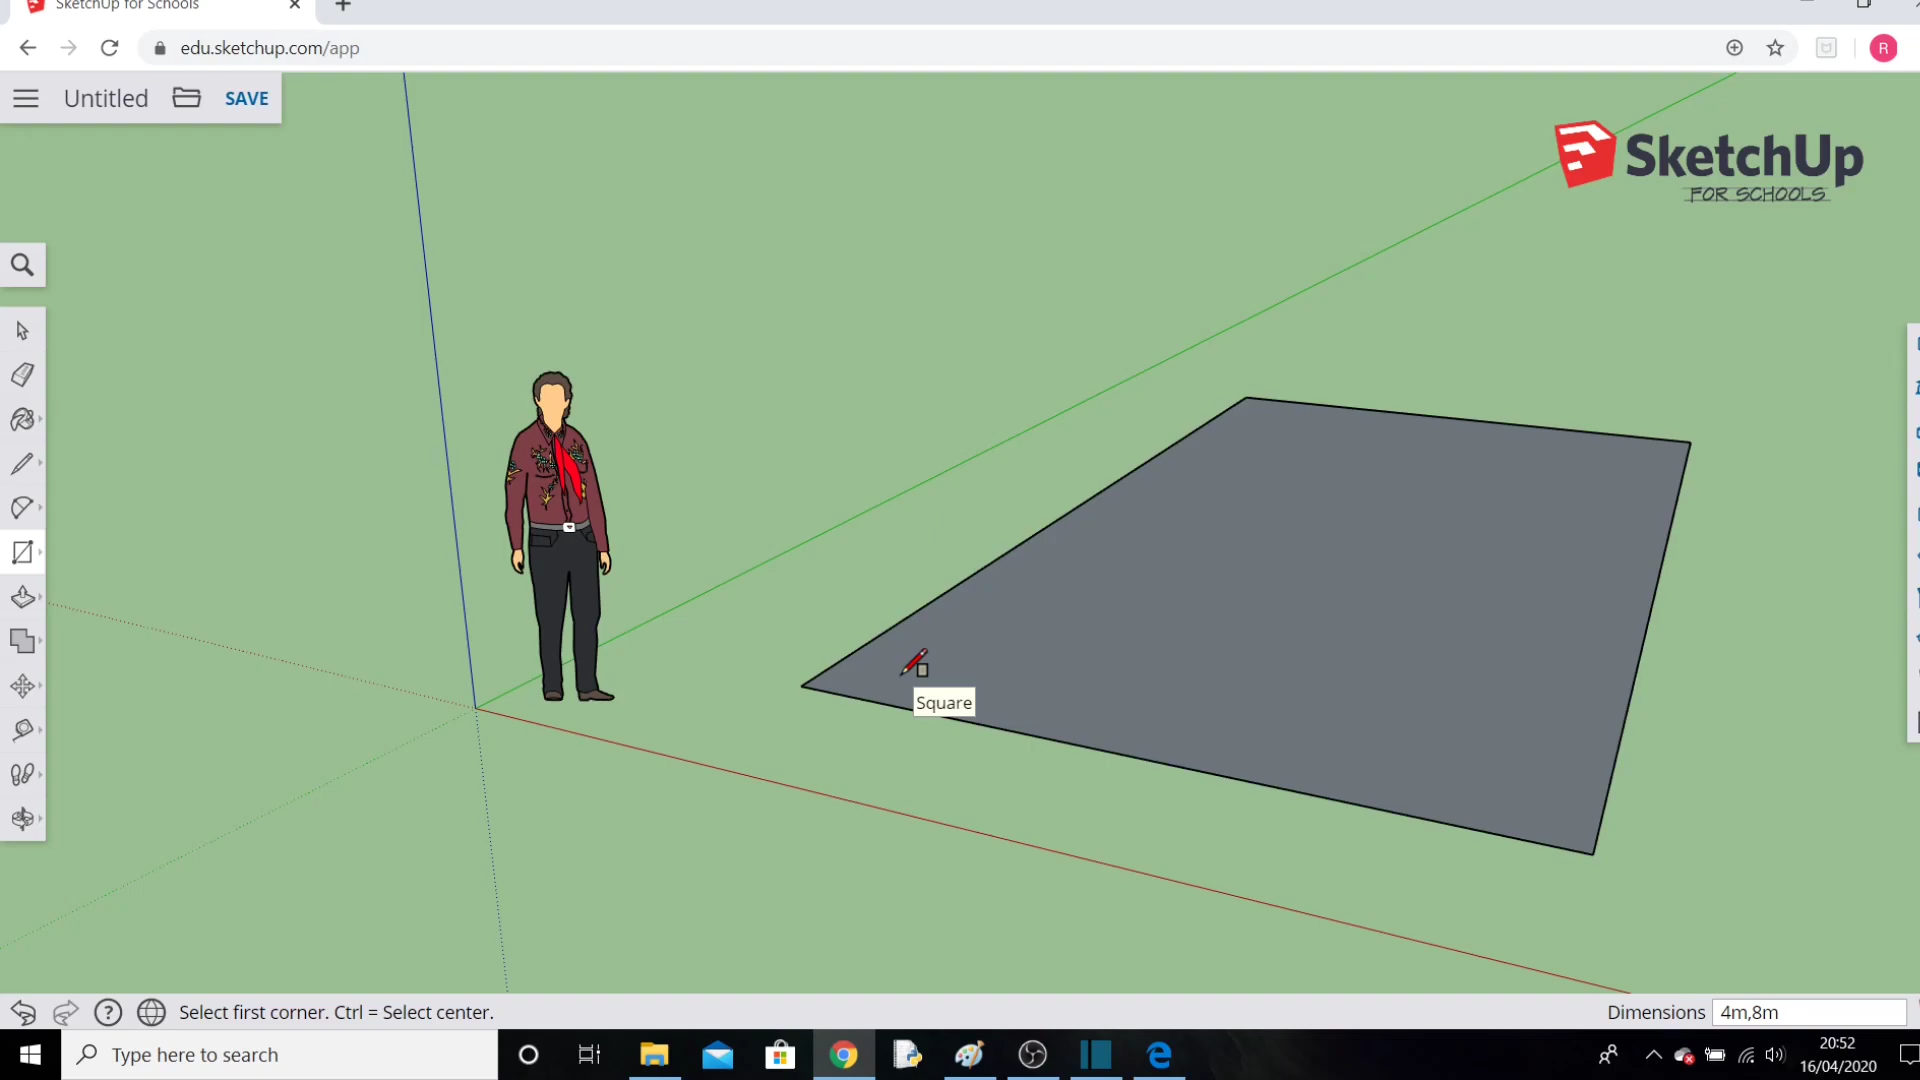 SketchUp for Schools
edu.sketchup.com/app
R
Untitled
SAVE
SketchUp
FOR SCHOOLS
Square
Select first corner. Ctrl = Select center.
Dimensions
4m,8m
Type here to search
20:52
16/04/2020